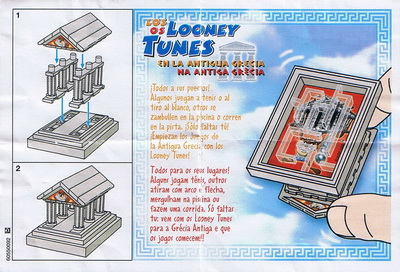 1
2
LOS
OS LOONEY
TUNES
EN LA ANTIGUA GRECIA
NA ANTIGA GRÉCIA
¡Todos a sus puestos!
Algunos juegan a tenis o al
tiro al blanco, otros se
zambullen en la piscina o corren
en la pista. ¡Sólo faltas tú!
¡Empiezan los Juegos de
la Antigua Grecia con los
Looney Tunes!
Todos para os seus lugares!
Alguns jogam ténis, outros
atiram com arco e flecha,
mergulham na piscina ou
fazem uma corrida. Só faltas
tu: vem com os Looney Tunes
para a Grécia Antiga e que
os jogos comecem!!